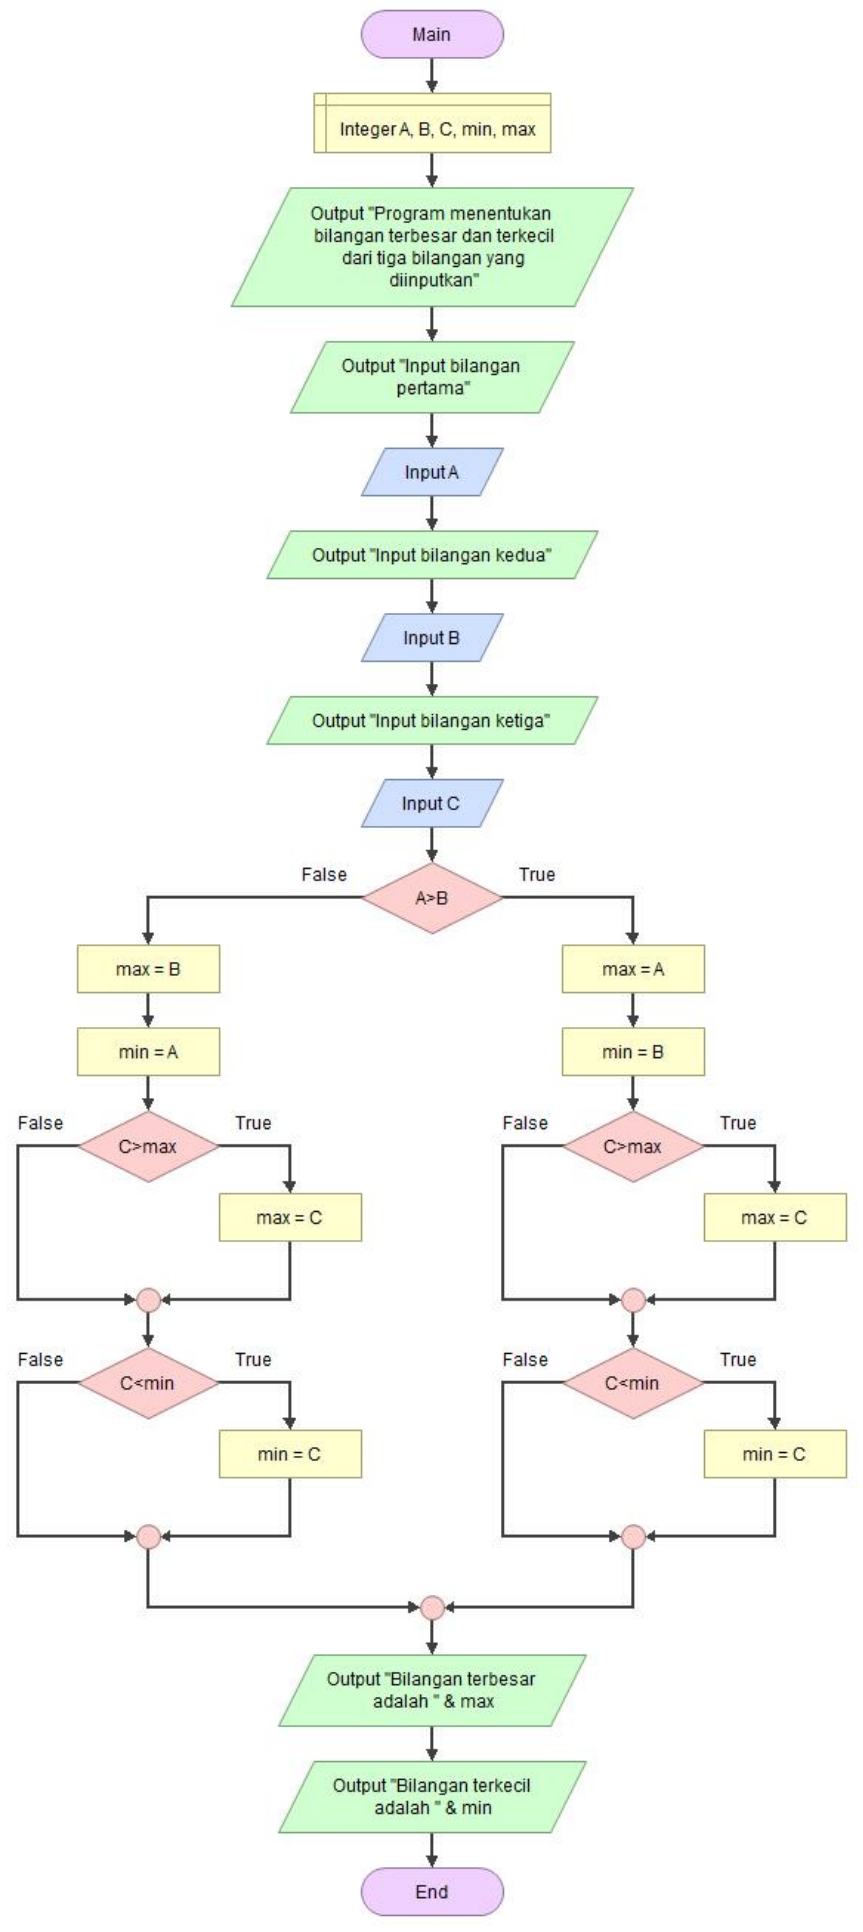 Main
Integer A, B, C, min, max
Output "Program menentukan
bilangan terbesar dan terkecil
dari tiga bilangan yang
diinputkan"
Output "Input bilangan
pertama"
Input A
Output "Input bilangan kedua"
Input B
Output "Input bilangan ketiga"
Input C
False
True
A>B
max = B
max = A
min = A
min = B
False
True
False
True
C>max
C>max
max = C
max = C
False
True
False
True
C<min
C<min
min = C
min = C
Output "Bilangan terbesar
adalah " & max
Output "Bilangan terkecil
adalah " & min
End